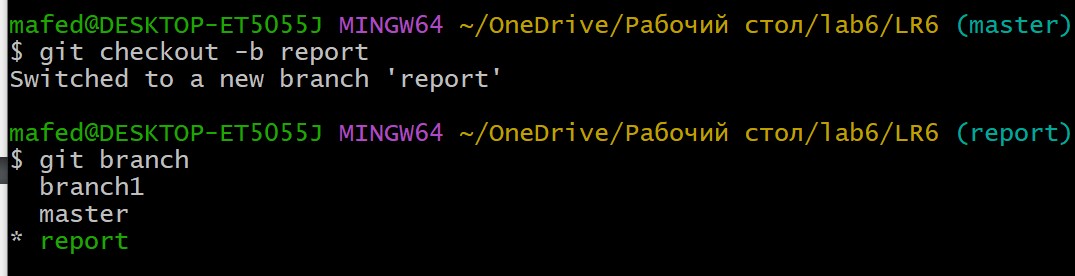 mafed@DESKTOP-ET5055J MINGW64 ~/OneDrive/Рабочий стол/lab6/LR6 (master)
$ git checkout -b report
Switched to a new branch 'report'
mafed@DESKTOP-ET5055J MINGW64 ~/OneDrive/Рабочий стол/lab6/LR6 (report)
$ git branch
branch1
master
* report